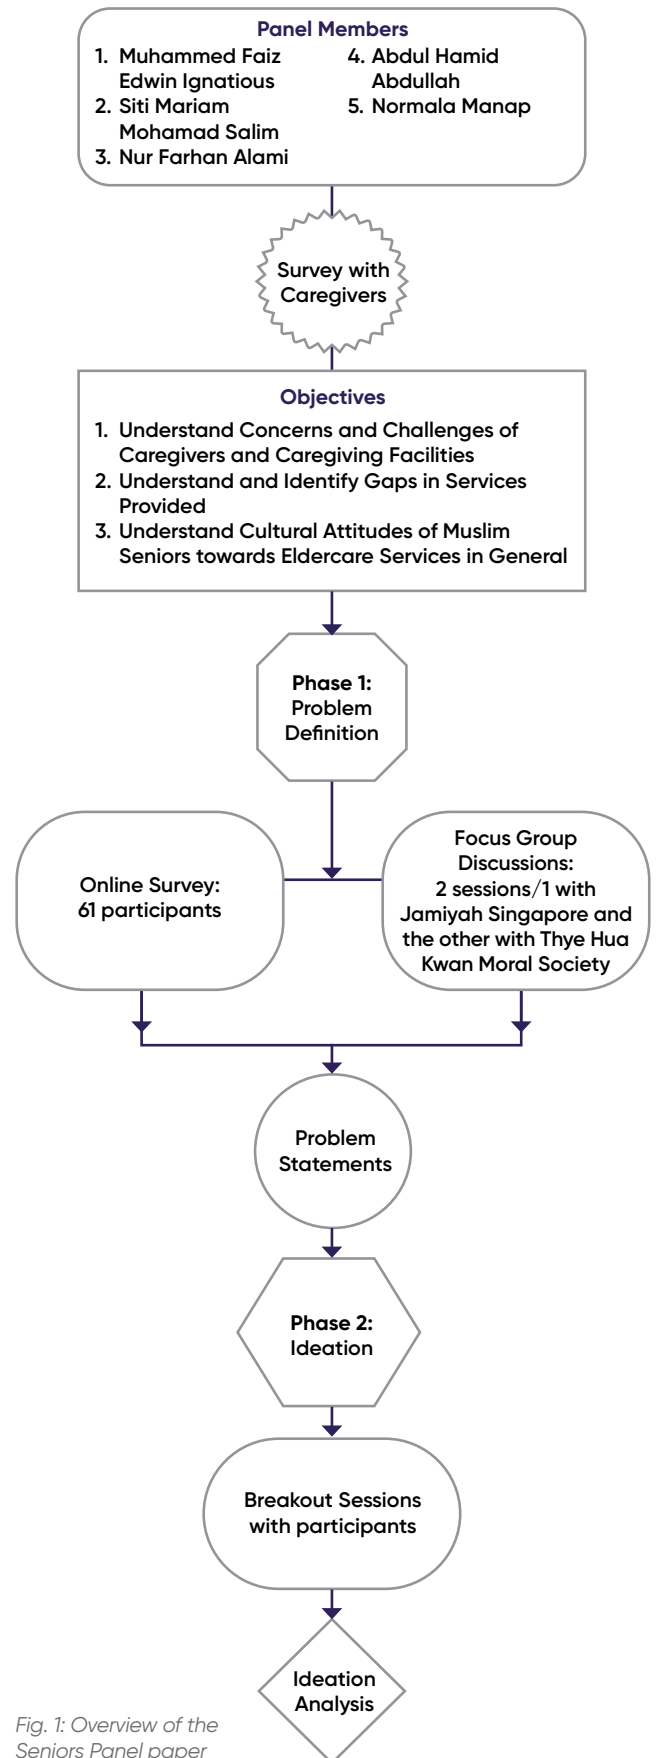 Panel Members
1. Muhammed Faiz
Edwin Ignatious
2. Siti Mariam
Mohamad Salim
3. Nur Farhan Alami
4. Abdul Hamid
Abdullah
5. Normala Manap
Survey with
Caregivers
Objectives
1. Understand Concerns and Challenges of
Caregivers and Caregiving Facilities
2. Understand and Identify Gaps in Services
Provided
3. Understand Cultural Attitudes of Muslim
Seniors towards Eldercare Services in General
Phase 1:
Problem
Definition
Online Survey:
61 participants
Focus Group
Discussions:
2 sessions/1 with
Jamiyah Singapore and
the other with Thye Hua
Kwan Moral Society
Problem
Statements
Phase 2:
Ideation
Breakout Sessions
with participants
Ideation
Analysis
Fig. 1: Overview of the
Seniors Panel paper